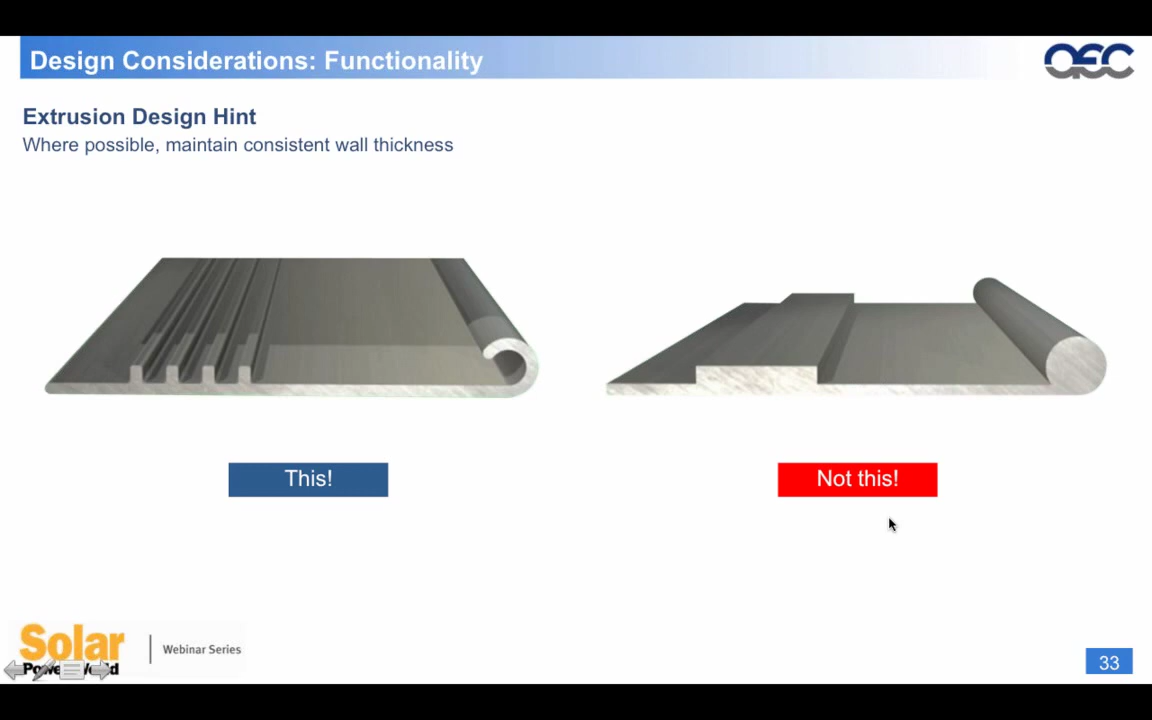 Design Considerations: Functionality
AEC
Extrusion Design Hint
Where possible, maintain consistent wall thickness
This!
Not this!
Solar
Webinar Series
33